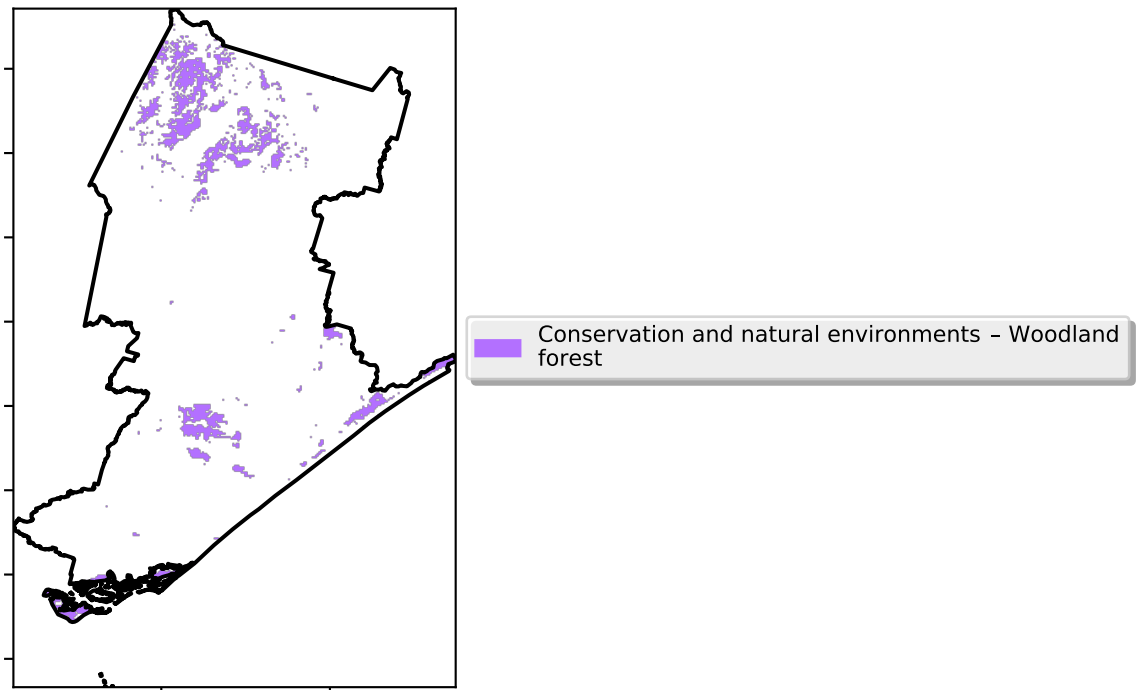 Conservation and natural environments – Woodland
forest